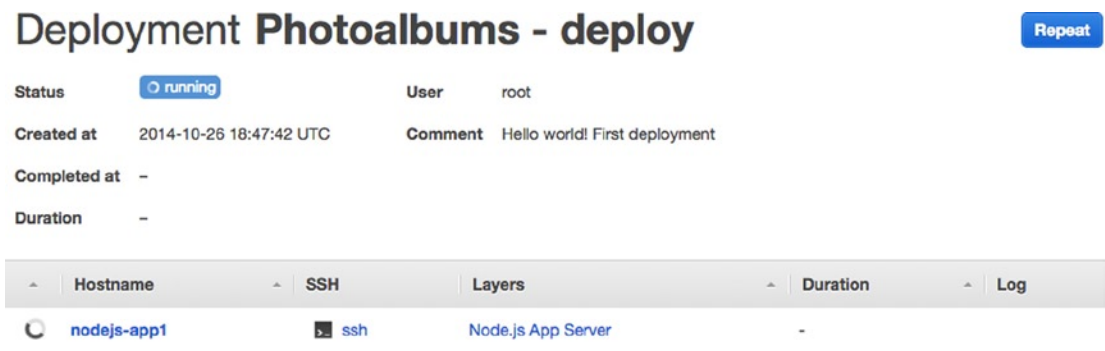 Deployment Photoalbums - deploy Repeat
Status running User root
Created at 2014-10-26 18:47:42 UTC Comment Hello world! First deployment
Completed at –
Duration –
Hostname SSH Layers Duration Log
nodejs-app1 ssh Node.js App Server -